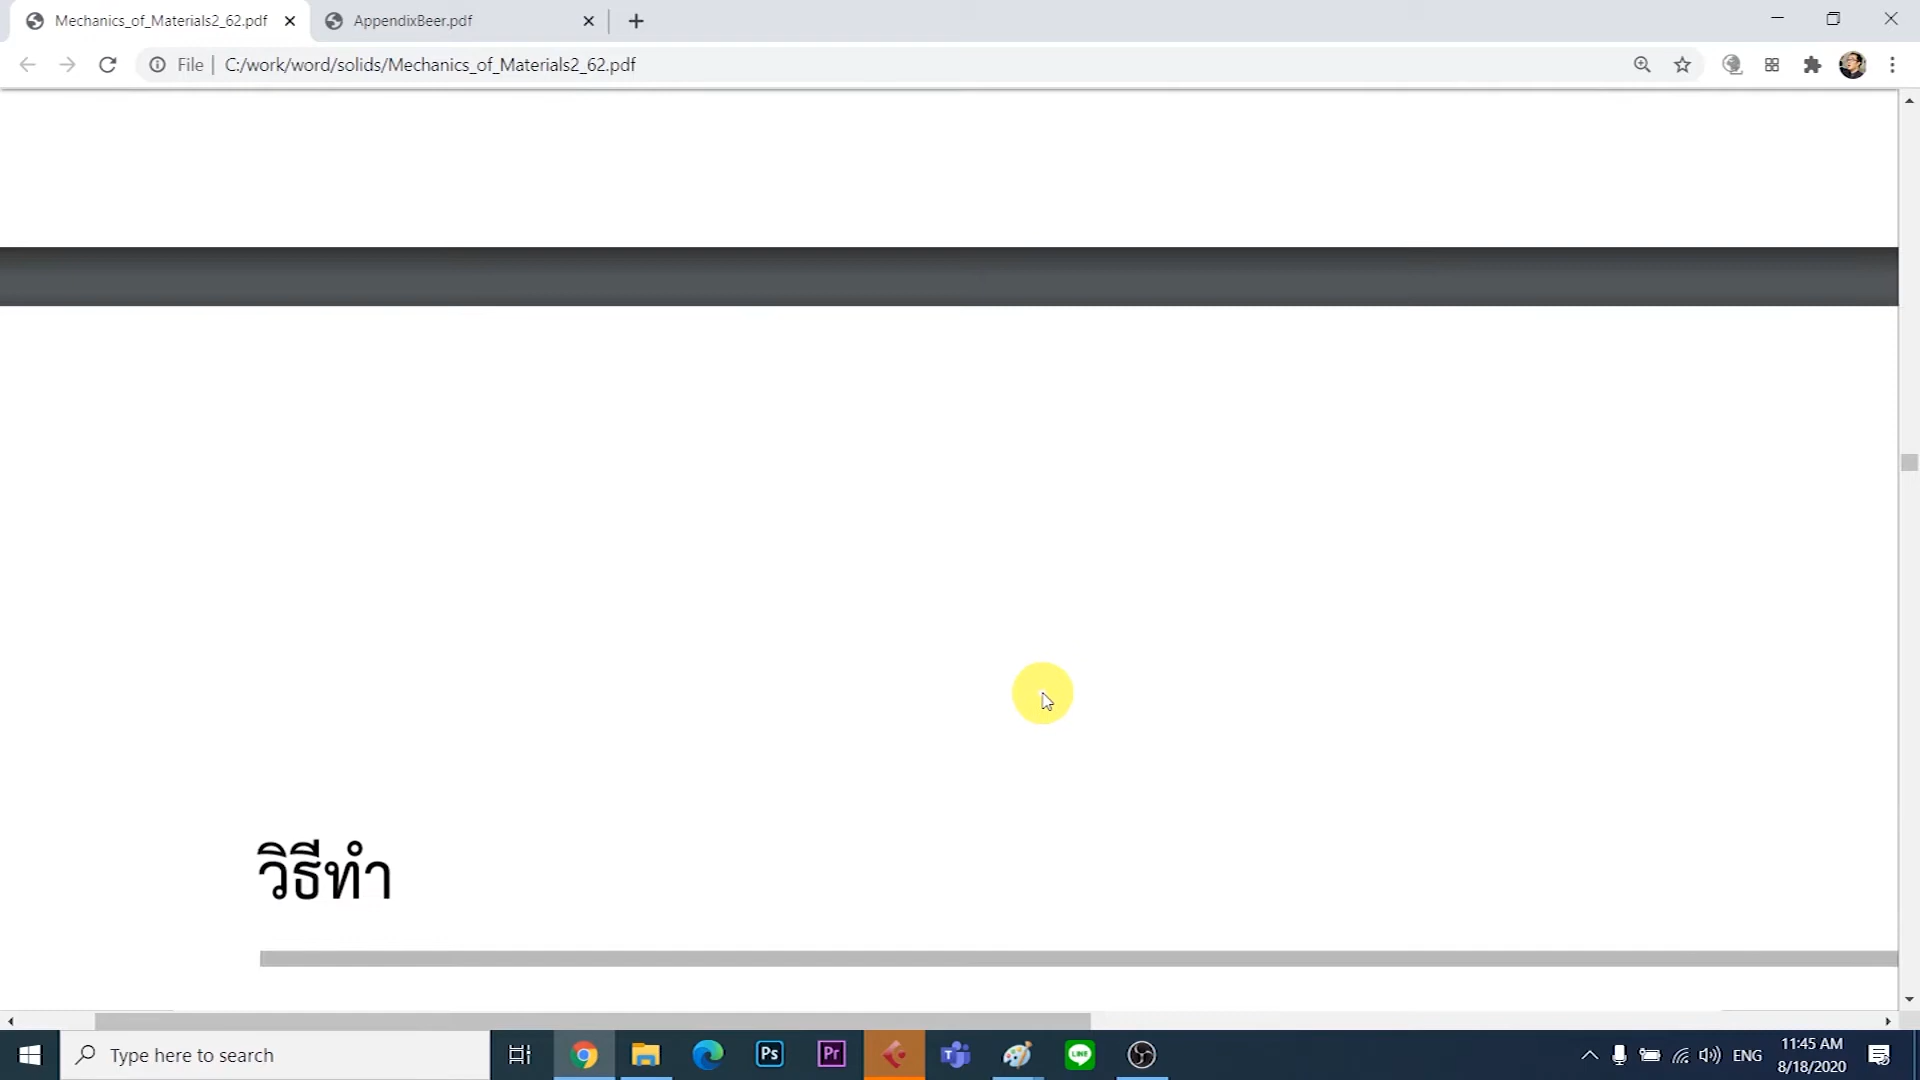 Mechanics_of_Materials2_62.pdf
AppendixBeer.pdf
File
C:/work/word/solids/Mechanics_of_Materials2_62.pdf
วิธีทำ
Type here to search
Ps
Pr
T
LINE
ENG
11:45 AM
8/18/2020